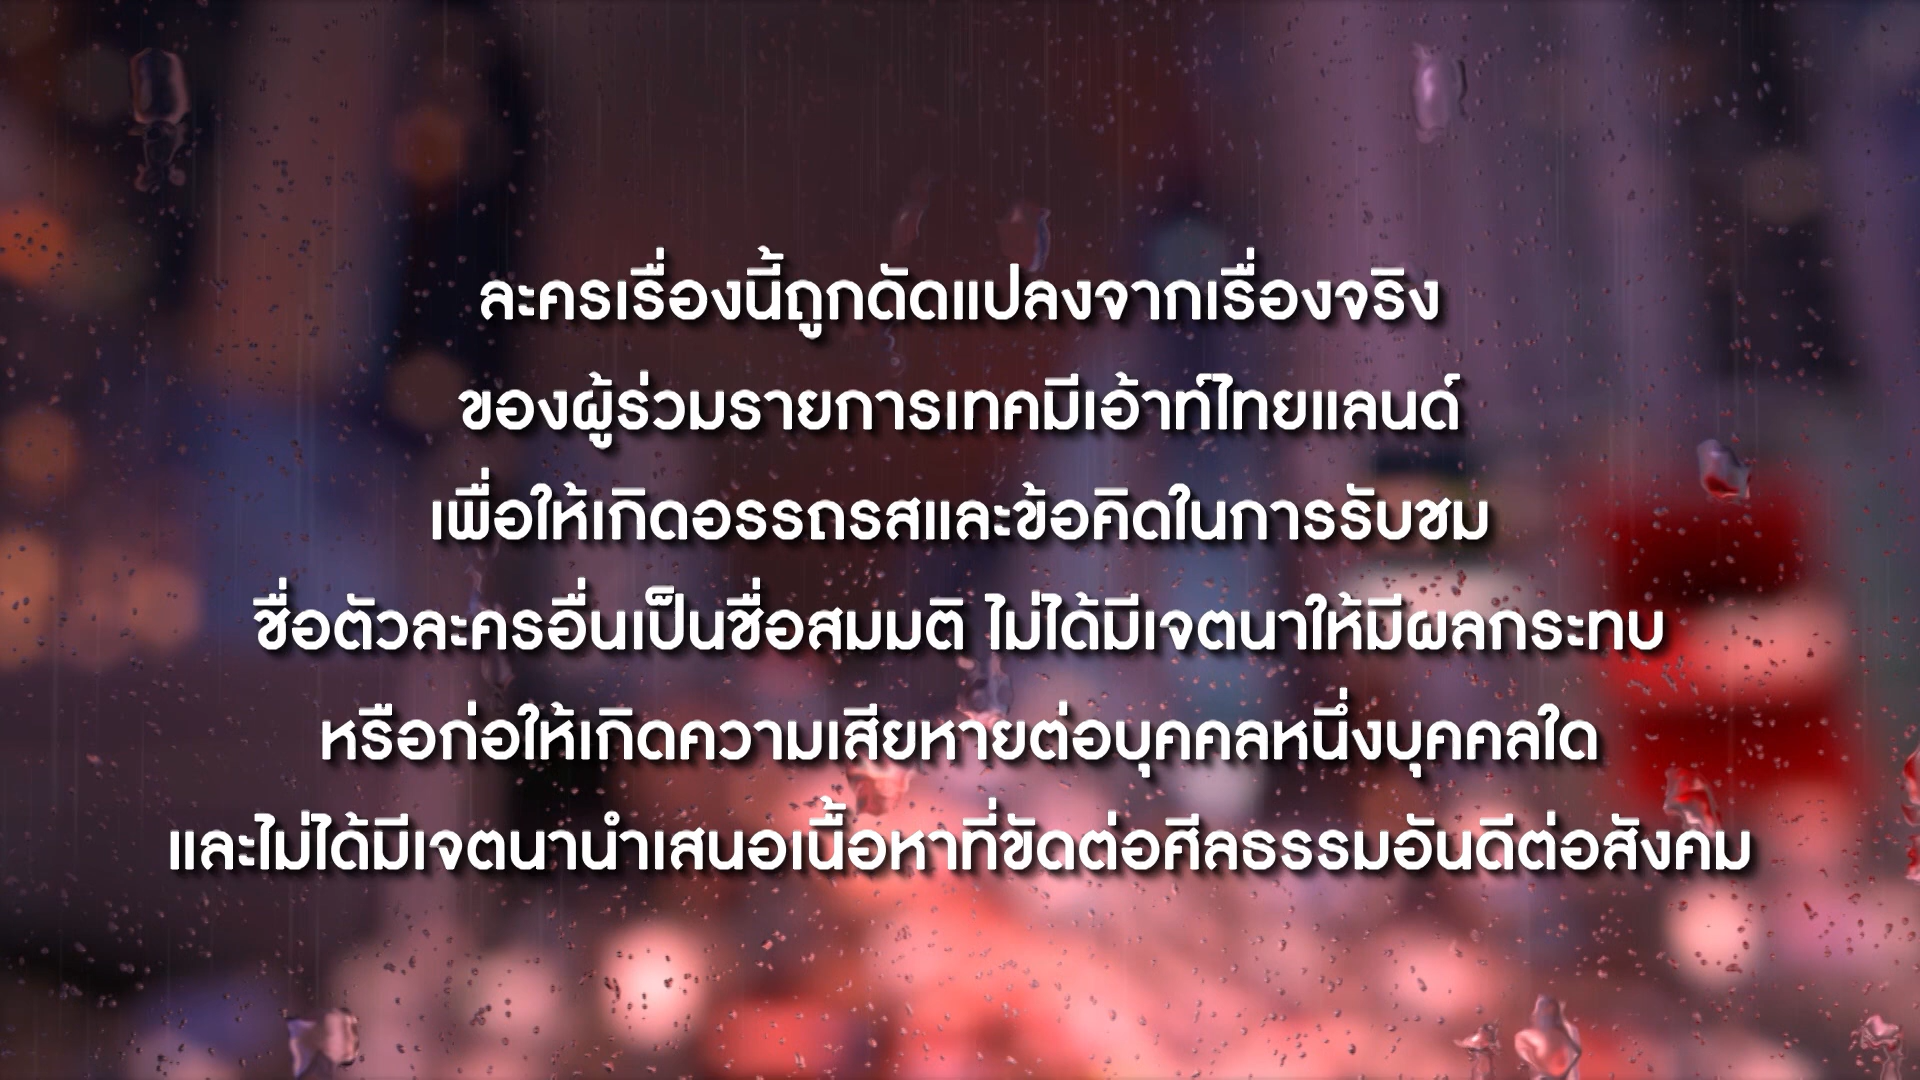 ละครเรื่องนี้ถูกดัดแปลงจากเรื่องจริง
ของผู้ร่วมรายการเทคมีเอ้าท์ไทยแลนด์
เพื่อให้เกิดอรรถรสและข้อคิดในการรับชม
ชื่อตัวละครอื่นเป็นชื่อสมมติ ไม่ได้มีเจตนาให้มีผลกระทบ
หรือก่อให้เกิดความเสียหายต่อบุคคลหนึ่งบุคคลใด
และไม่ได้มีเจตนานำเสนอเนื้อหาที่ขัดต่อศีลธรรมอันดีต่อสังคม